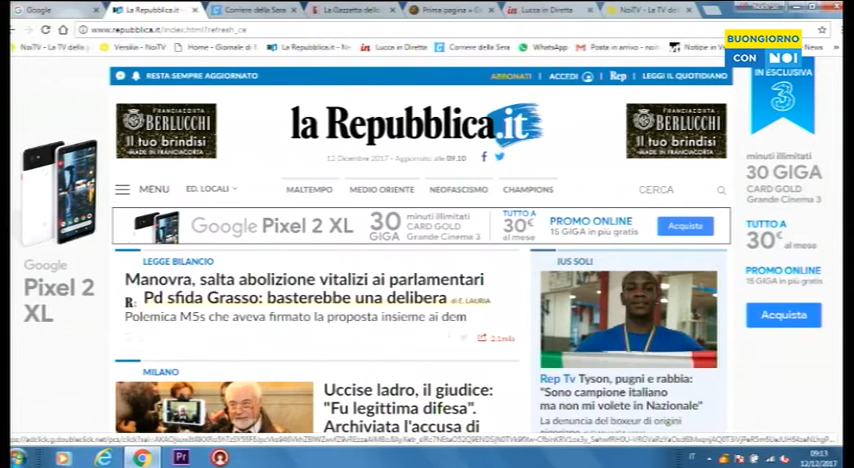 Google
la Repubblica
Corriere della Sera
La Gazzetta dello
Prima pagina
Lucca in Diretta
NoiTV - La TV de
www.repubblica.it/index.html?refresh_ce
NoiTV - La TV della
Versilia - NoiTV
Home - Giornale di
La Repubblica.it - N
Lucca in Diretta
Corriere della Sera
WhatsApp
Posta in arrivo - noit
Notizie in Ve
BUONGIORNO
CON NOI
RESTA SEMPRE AGGIORNATO
ABBONATI
ACCEDI
Rep
LEGGI IL QUOTIDIANO
IN ESCLUSIVA
3
FRANCIACORTA
BERLUCCHI
Il tuo brindisi
MADE IN FRANCIACORTA
la Repubblica.it
12 Dicembre 2017 - Aggiornato alle 09.10
FRANCIACORTA
BERLUCCHI
Il tuo brindisi
MADE IN FRANCIACORTA
MENU
ED. LOCALI
MALTEMPO
MEDIO ORIENTE
NEOFASCISMO
CHAMPIONS
CERCA
Google Pixel 2 XL
30 GIGA
minuti illimitati
CARD GOLD
Grande Cinema 3
TUTTO A
30€
al mese
PROMO ONLINE
15 GIGA in più gratis
Acquista
minuti illimitati
30 GIGA
CARD GOLD
Grande Cinema 3
TUTTO A
30€ al mese
PROMO ONLINE
15 GIGA in più gratis
Acquista
Google
Pixel 2
XL
LEGGE BILANCIO
Manovra, salta abolizione vitalizi ai parlamentari
R: Pd sfida Grasso: basterebbe una delibera di E. LAURIA
Polemica M5s che aveva firmato la proposta insieme ai dem
2,1mila
MILANO
Uccise ladro, il giudice:
"Fu legittima difesa".
Archiviata l'accusa di
IUS SOLI
Rep Tv Tyson, pugni e rabbia:
"Sono campione italiano
ma non mi volete in Nazionale"
La denuncia del boxeur di origini
Pr
IT
09:13
12/12/2017